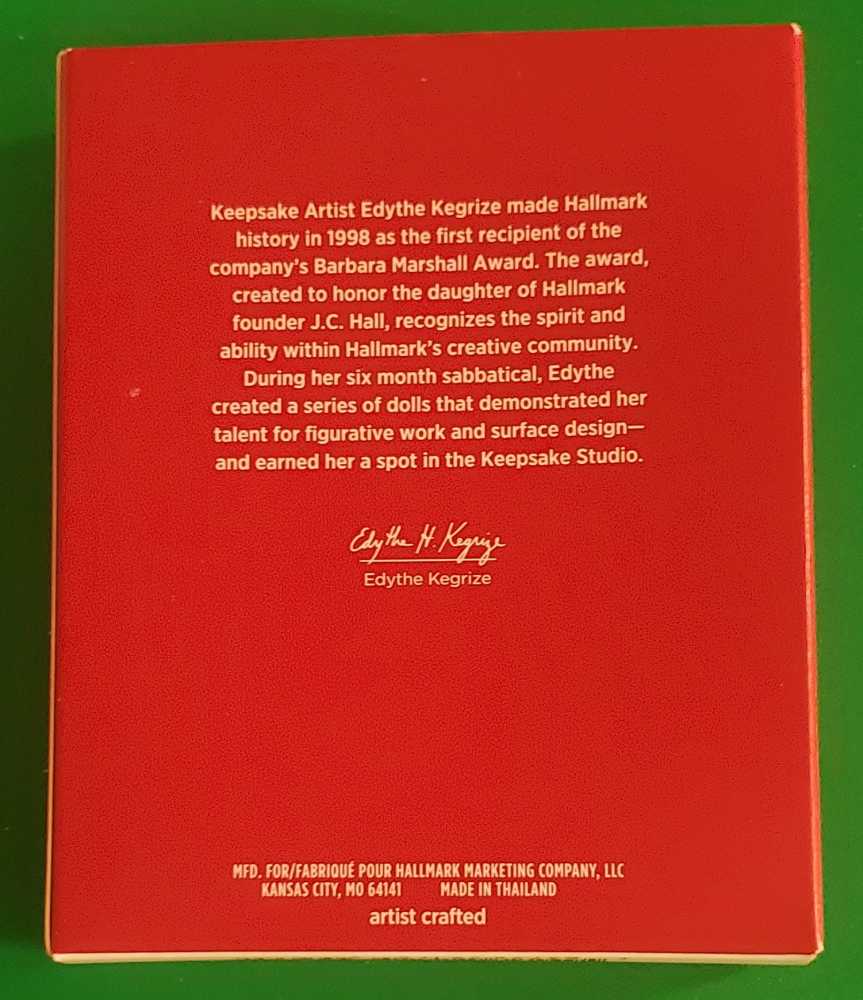 Keepsake Artist Edythe Kegrize made Hallmark
history in 1998 as the first recipient of the
company's Barbara Marshall Award. The award,
created to honor the daughter of Hallmark
founder J.C. Hall, recognizes the spirit and
ability within Hallmark's creative community.
During her six month sabbatical, Edythe
created a series of dolls that demonstrated her
talent for figurative work and surface design—
and earned her a spot in the Keepsake Studio.
Edythe H. Kegrize
Edythe Kegrize
MFD. FOR/FABRIQUÉ POUR HALLMARK MARKETING COMPANY, LLC
KANSAS CITY, MO 64141 MADE IN THAILAND
artist crafted